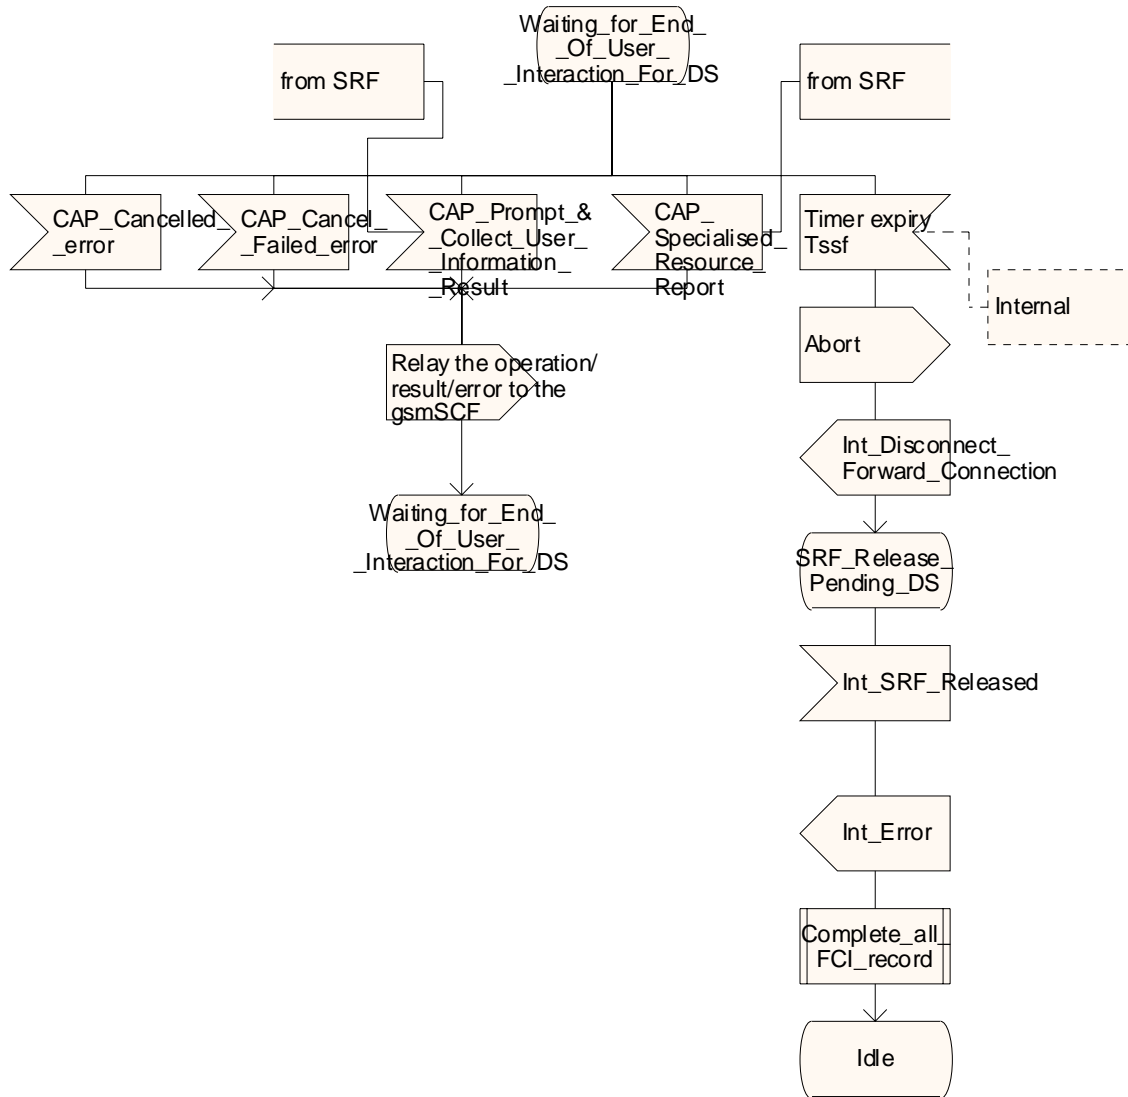 Waiting_for_End_
_Of_User_
_Interaction_For_DS
from SRF
from SRF
CAP_Cancelled_
_error
CAP_Cancel_
_Failed_error
CAP_Prompt_&
_Collect_User_
_Information_
_Result
CAP_
Specialised_
Resource_
Report
Timer expiry
Tssf
Internal
Relay the operation/
result/error to the
gsmSCF
Abort
Int_Disconnect_
Forward_Connection
Waiting_for_End_
_Of_User_
_Interaction_For_DS
SRF_Release_
Pending_DS
Int_SRF_Released
Int_Error
Complete_all_
FCI_record
Idle